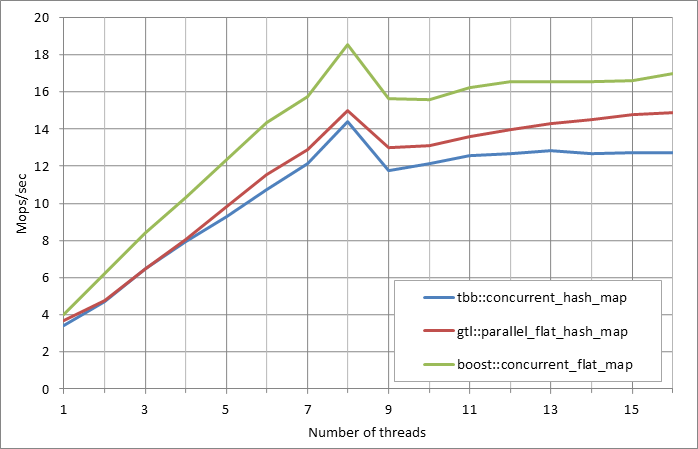 20
18
16
14
12
10
8
6
4
2
0
Mops/sec
1 3 5 7 9 11 13 15
Number of threads
tbb::concurrent_hash_map
gtl::parallel_flat_hash_map
boost::concurrent_flat_map